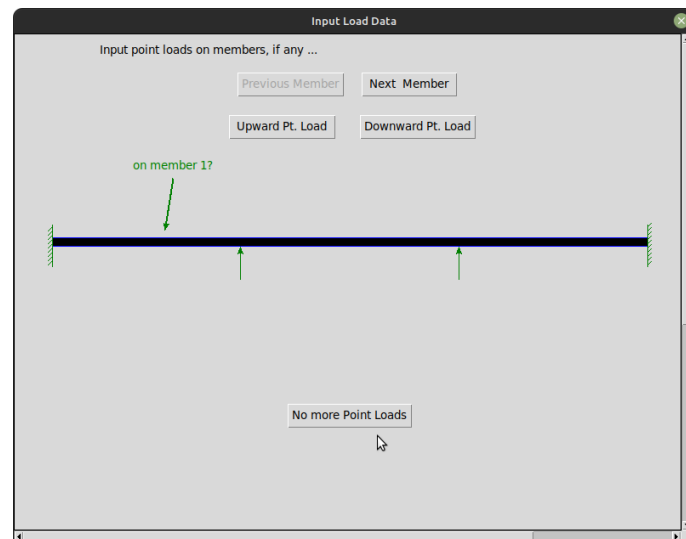 Input Load Data
Input point loads on members, if any ...
Previous Member Next Member
Upward Pt. Load Downward Pt. Load
on member 1?
No more Point Loads